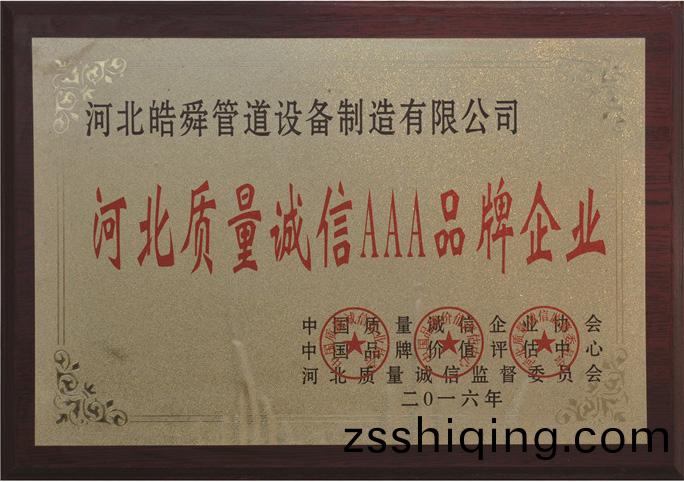 河北皓舜管道设备制造有限公司
河北质量诚信AAA品牌企业
中国质量诚信企业协会
中国品牌价值评估中心
河北质量诚信监督委员会
二0一六年
zsshiqing.com